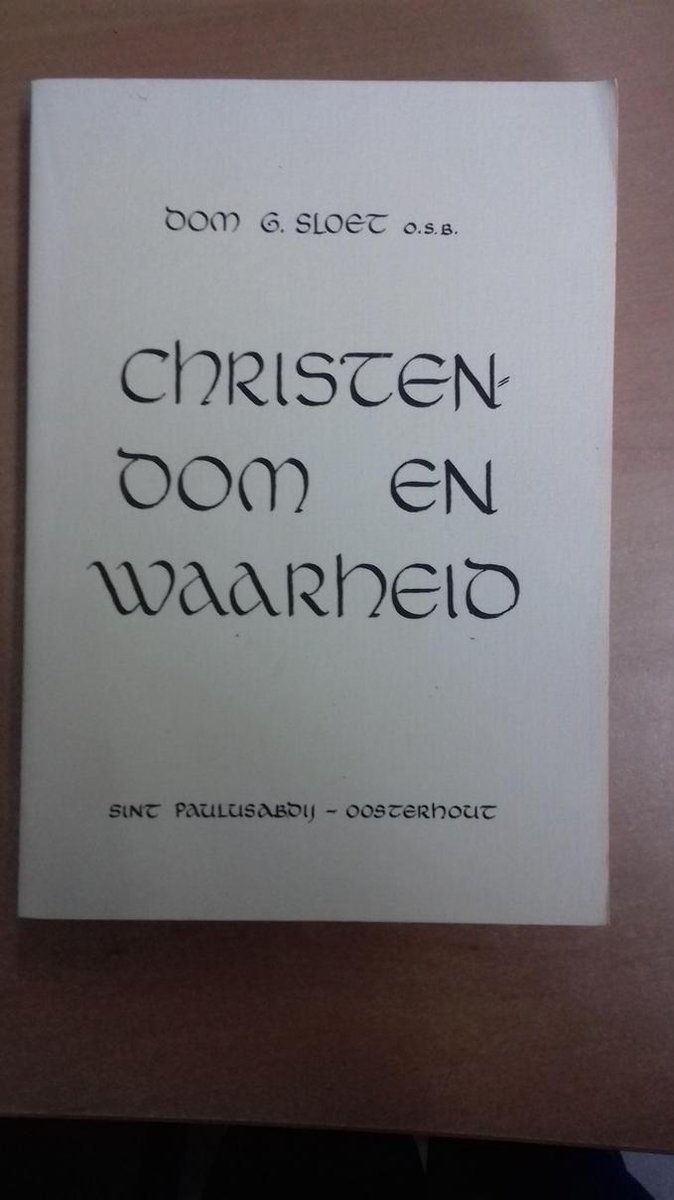 DOM G. SLOET O.S.B.
CHRISTEN-
DOM EN
WAARHEID
SINT PAULUSABDIJ - OOSTERHOUT